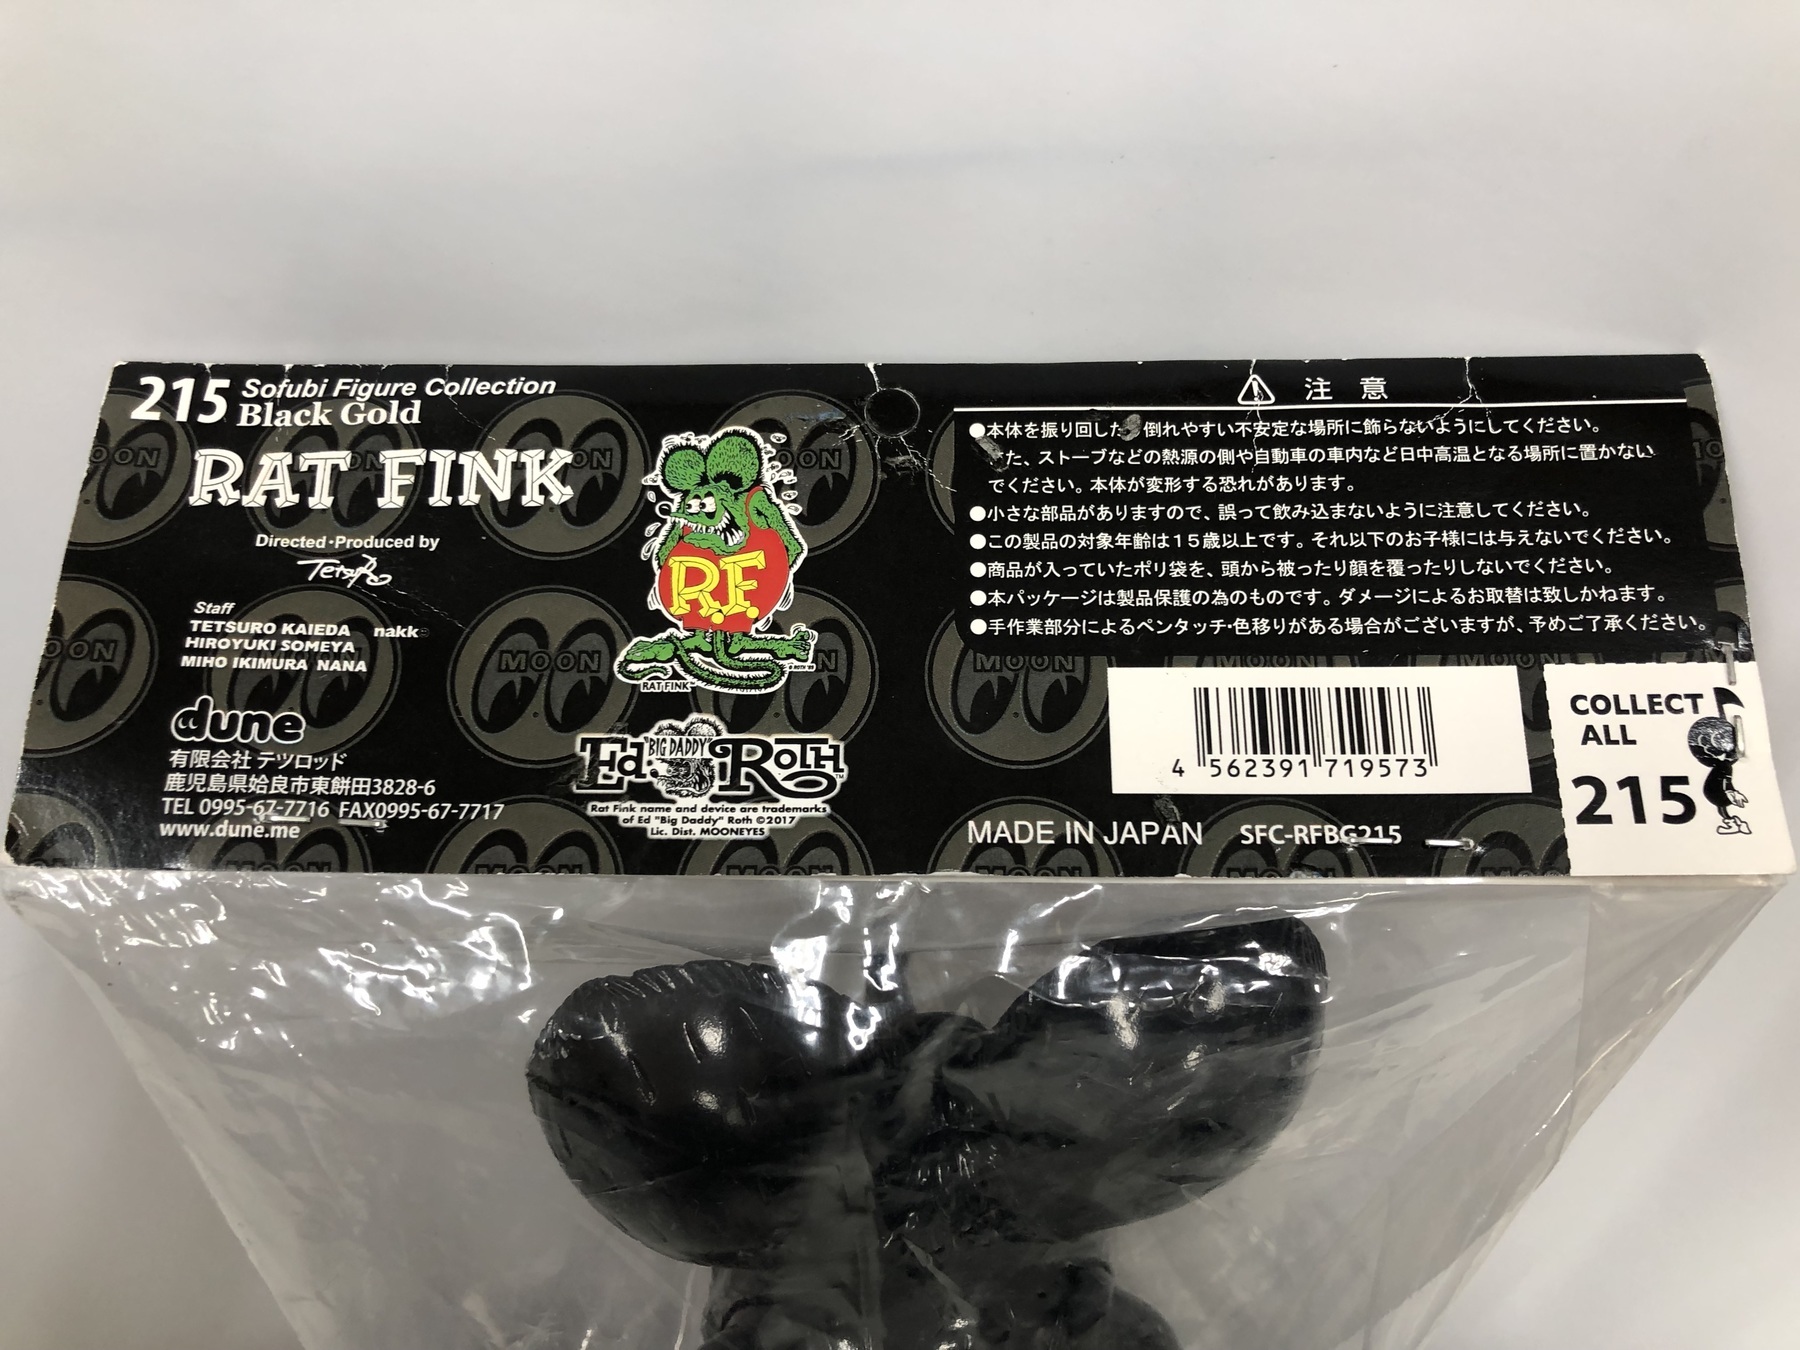 215 Sofubi Figure Collection
Black Gold
RAT FINK
Directed・Produced by
Staff
TETSURO KAIEDA nakk
HIROYUKI SOMEYA
MIHO IKIMURA NANA
dune
有限会社 テツロッド
鹿児島県姶良市東餅田3828-6
TEL 0995-67-7716 FAX0995-67-7717
www.dune.me
R.F.
© ROTH
RAT FINK™
Ed "BIG DADDY" ROTH™
Rat Fink name and device are trademarks
of Ed "Big Daddy" Roth ©2017
Lic. Dist. MOONEYES
注 意
●本体を振り回した 倒れやすい不安定な場所に飾らないようにしてください。
た、ストーブなどの熱源の側や自動車の車内など日中高温となる場所に置かない
でください。本体が変形する恐れがあります。
●小さな部品がありますので、誤って飲み込まないように注意してください。
●この製品の対象年齢は15歳以上です。それ以下のお子様には与えないでください。
●商品が入っていたポリ袋を、頭から被ったり顔を覆ったりしないでください。
●本パッケージは製品保護の為のものです。ダメージによるお取替は致しかねます。
●手作業部分によるペンタッチ・色移りがある場合がございますが、予めご了承ください。
4 562391 719573
MADE IN JAPAN SFC-RFBG215
COLLECT
ALL
215
MOON
MOON
MOON
MOON